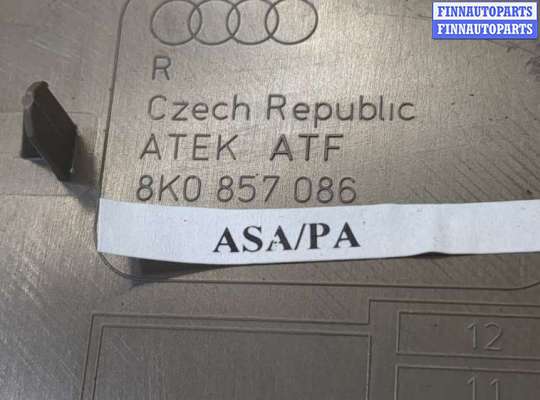 FINNAUTOPARTS
FINNAUTOPARTS
R
Czech Republic
ATEK ATF
8K0 857 086
ASA/PA
12
11